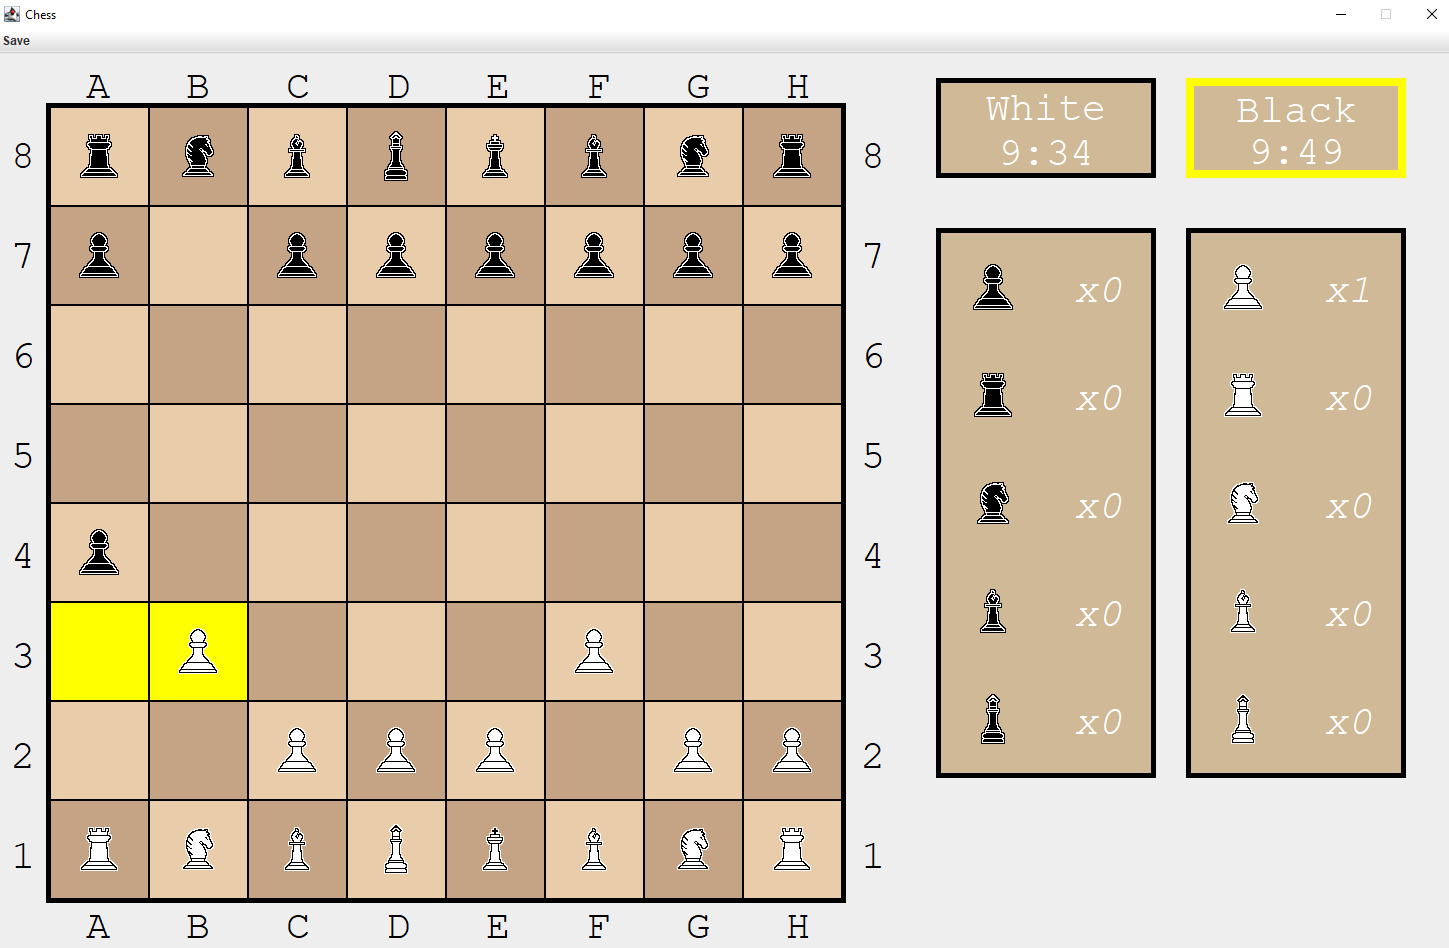 Chess
Save
A B C D E F G H
White
9:34
Black
9:49
8 8
7 7
x0 x1
6 6
x0 x0
5 5
x0 x0
4 4
x0 x0
3 3
x0 x0
2 2
1 1
A B C D E F G H